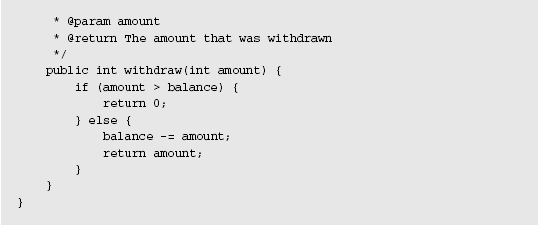 * @param amount
* @return The amount that was withdrawn
*/
public int withdraw(int amount) {
if (amount > balance) {
return 0;
} else {
balance -= amount;
return amount;
}
}
}